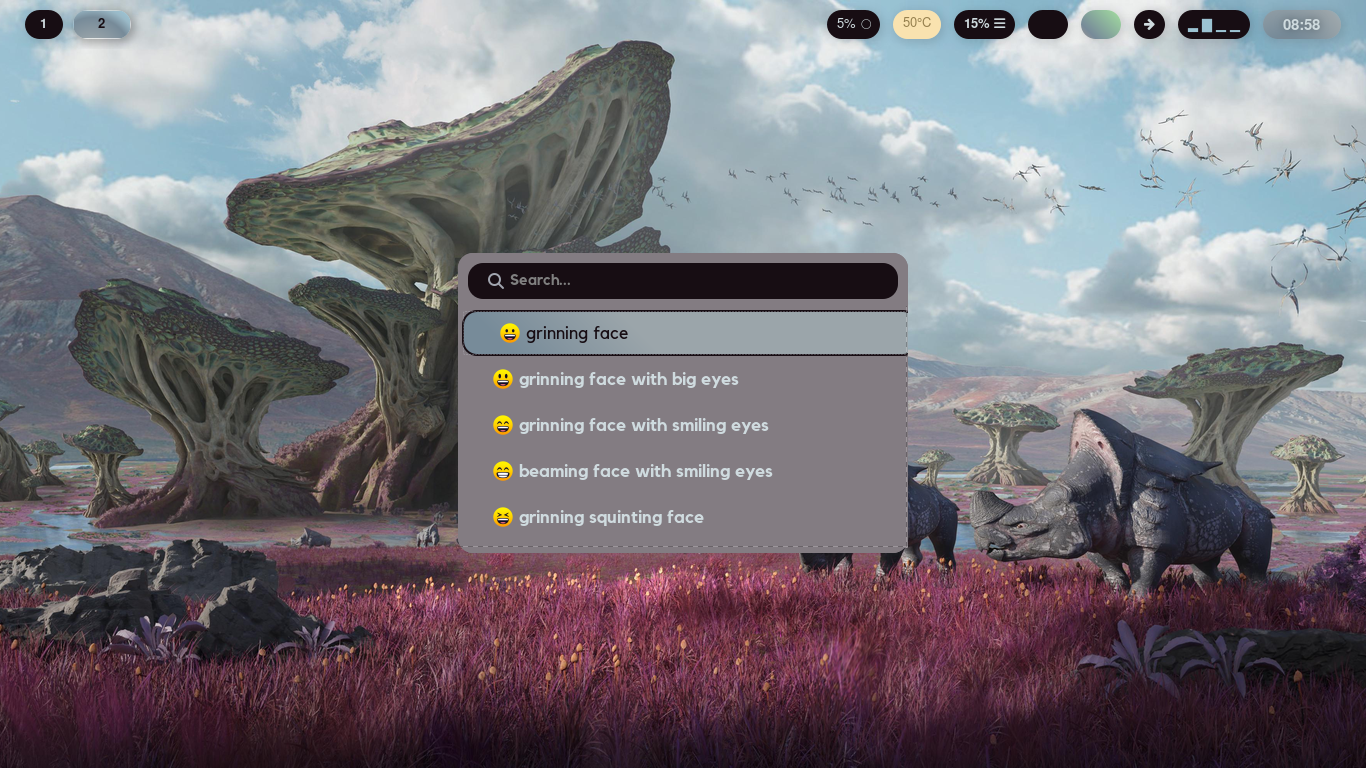 1
2
5%
50°C
15%
08:58
Search...
grinning face
grinning face with big eyes
grinning face with smiling eyes
beaming face with smiling eyes
grinning squinting face